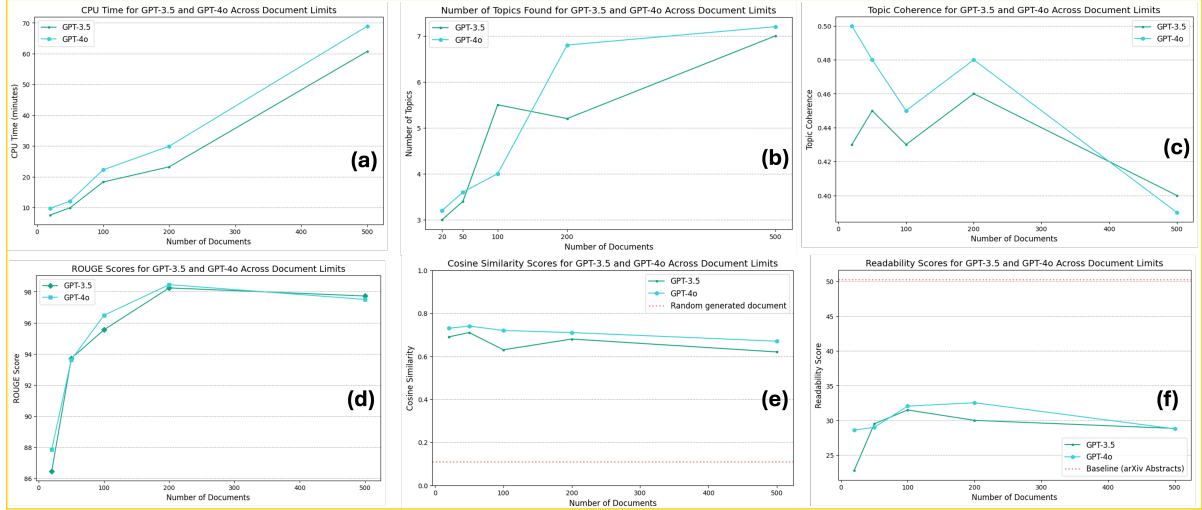 CPU Time for GPT-3.5 and GPT-4o Across Document Limits
GPT-3.5
GPT-4o
70
60
50
40
30
20
10
CPU Time (minutes)
0
100
200
300
400
500
Number of Documents
(a)
Number of Topics Found for GPT-3.5 and GPT-4o Across Document Limits
GPT-3.5
GPT-4o
7
6
5
4
3
Number of Topics
20
50
100
200
500
Number of Documents
(b)
Topic Coherence for GPT-3.5 and GPT-4o Across Document Limits
GPT-3.5
GPT-4o
0.50
0.48
0.46
0.44
0.42
0.40
Topic Coherence
0
100
200
300
400
500
Number of Documents
(c)
ROUGE Scores for GPT-3.5 and GPT-4o Across Document Limits
GPT-3.5
GPT-4o
98
96
94
92
90
88
86
ROUGE Score
0
100
200
300
400
500
Number of Documents
(d)
Cosine Similarity Scores for GPT-3.5 and GPT-4o Across Document Limits
GPT-3.5
GPT-4o
Random generated document
1.0
0.8
0.6
0.4
0.2
0.0
Cosine Similarity
0
100
200
300
400
500
Number of Documents
(e)
Readability Scores for GPT-3.5 and GPT-4o Across Document Limits
50
45
40
35
30
25
Readability Score
GPT-3.5
GPT-4o
Baseline (arXiv Abstracts)
0
100
200
300
400
500
Number of Documents
(f)